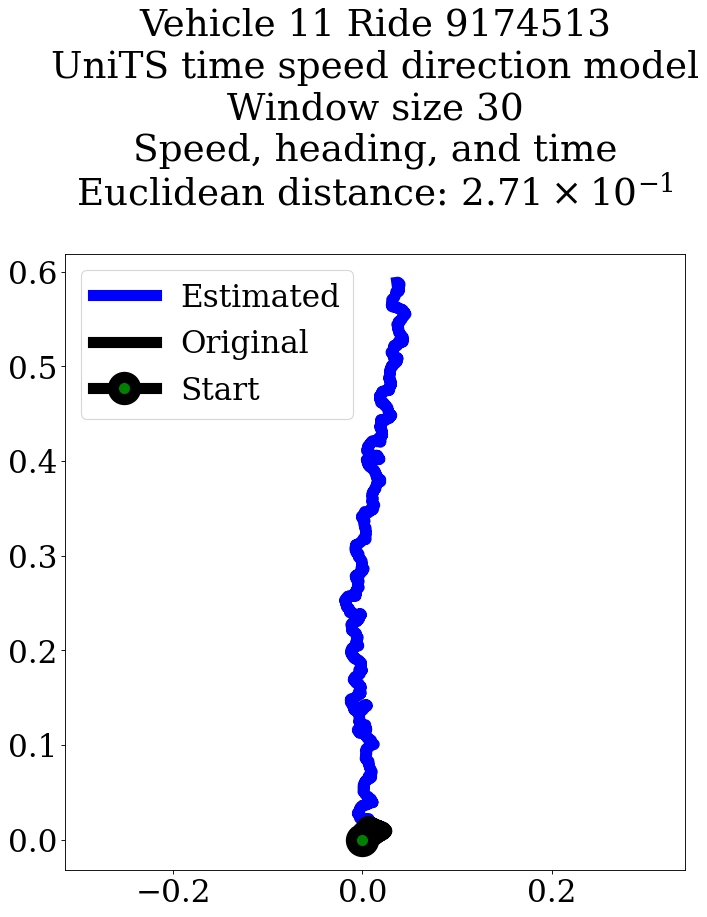 Vehicle 11 Ride 9174513
UniTS time speed direction model
Window size 30
Speed, heading, and time
Euclidean distance: 2.71 × 10⁻¹
Estimated
Original
Start
0.6
0.5
0.4
0.3
0.2
0.1
0.0
−0.2 0.0 0.2